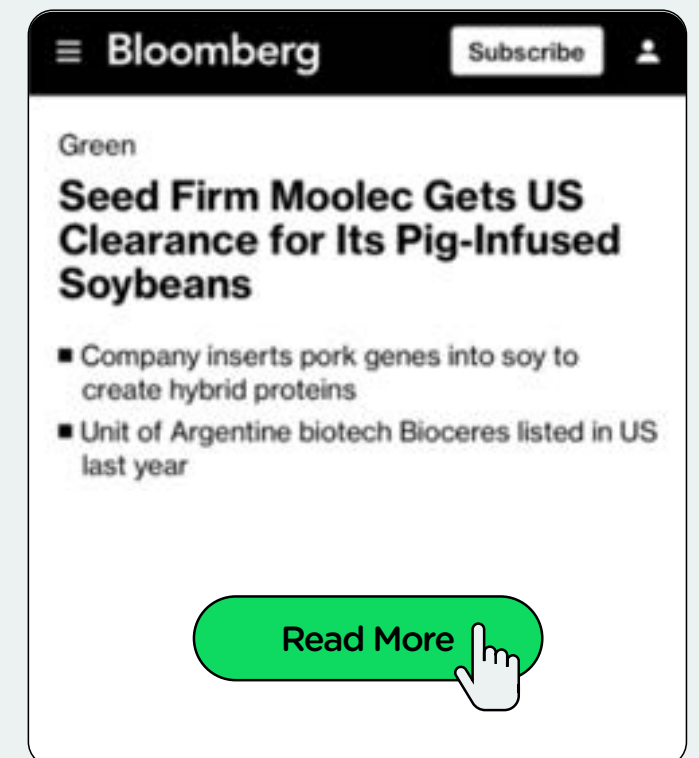 Bloomberg
Subscribe
Green
Seed Firm Moolec Gets US
Clearance for Its Pig-Infused
Soybeans
■ Company inserts pork genes into soy to
create hybrid proteins
■ Unit of Argentine biotech Bioceres listed in US
last year
Read More